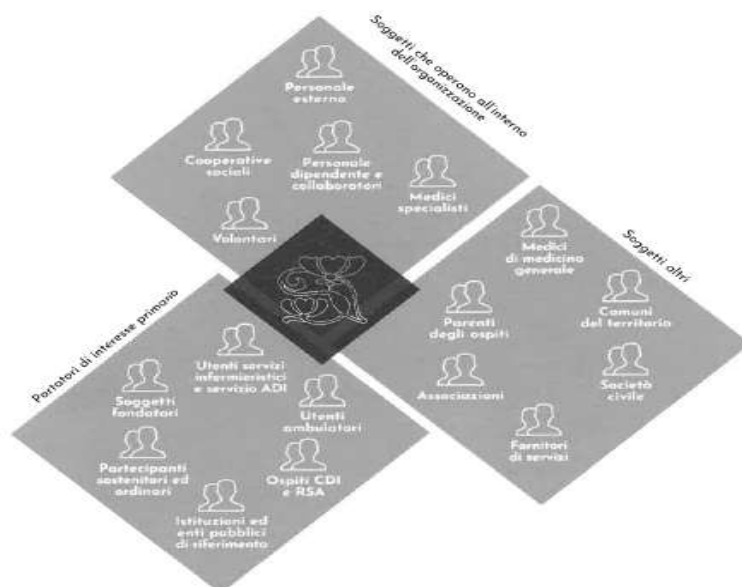 Soggetti che operano all'interno
dell'organizzazione
Personale
esterno
Cooperative
sociali
Personale
dipendente e
collaboratori
Medici
specialisti
Volontari
Soggetti altri
Medici
di medicina
generale
Parenti
degli ospiti
Comuni
del territorio
Associazioni
Società
civile
Fornitori
di servizi
Portatori di interesse primario
Utenti servizi
infermieristici
e servizio ADI
Soggetti
fondatori
Utenti
ambulatori
Partecipanti
sostenitori ed
ordinari
Ospiti CDI
e RSA
Istituzioni ed
enti pubblici
di riferimento